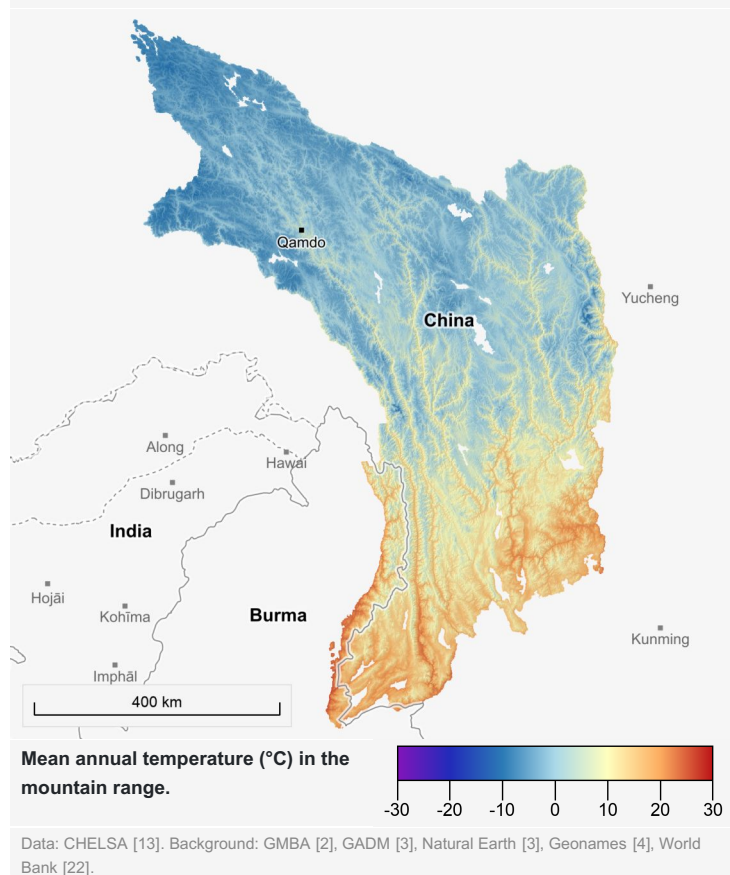 Qamdo
China
Yucheng
Along
Hawai
Dibrugarh
India
Hojāi
Kohīma
Burma
Kunming
Imphāl
400 km
Mean annual temperature (°C) in the
mountain range.
-30 -20 -10 0 10 20 30
Data: CHELSA [13]. Background: GMBA [2], GADM [3], Natural Earth [3], Geonames [4], World
Bank [22].